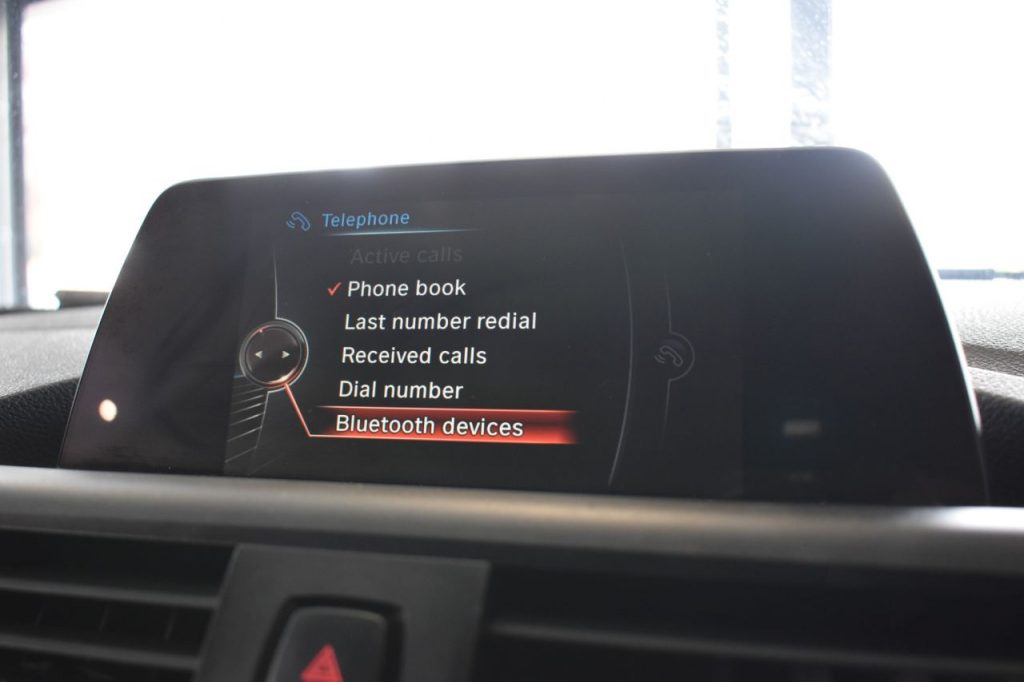 Telephone
Active calls
Phone book
Last number redial
Received calls
Dial number
Bluetooth devices